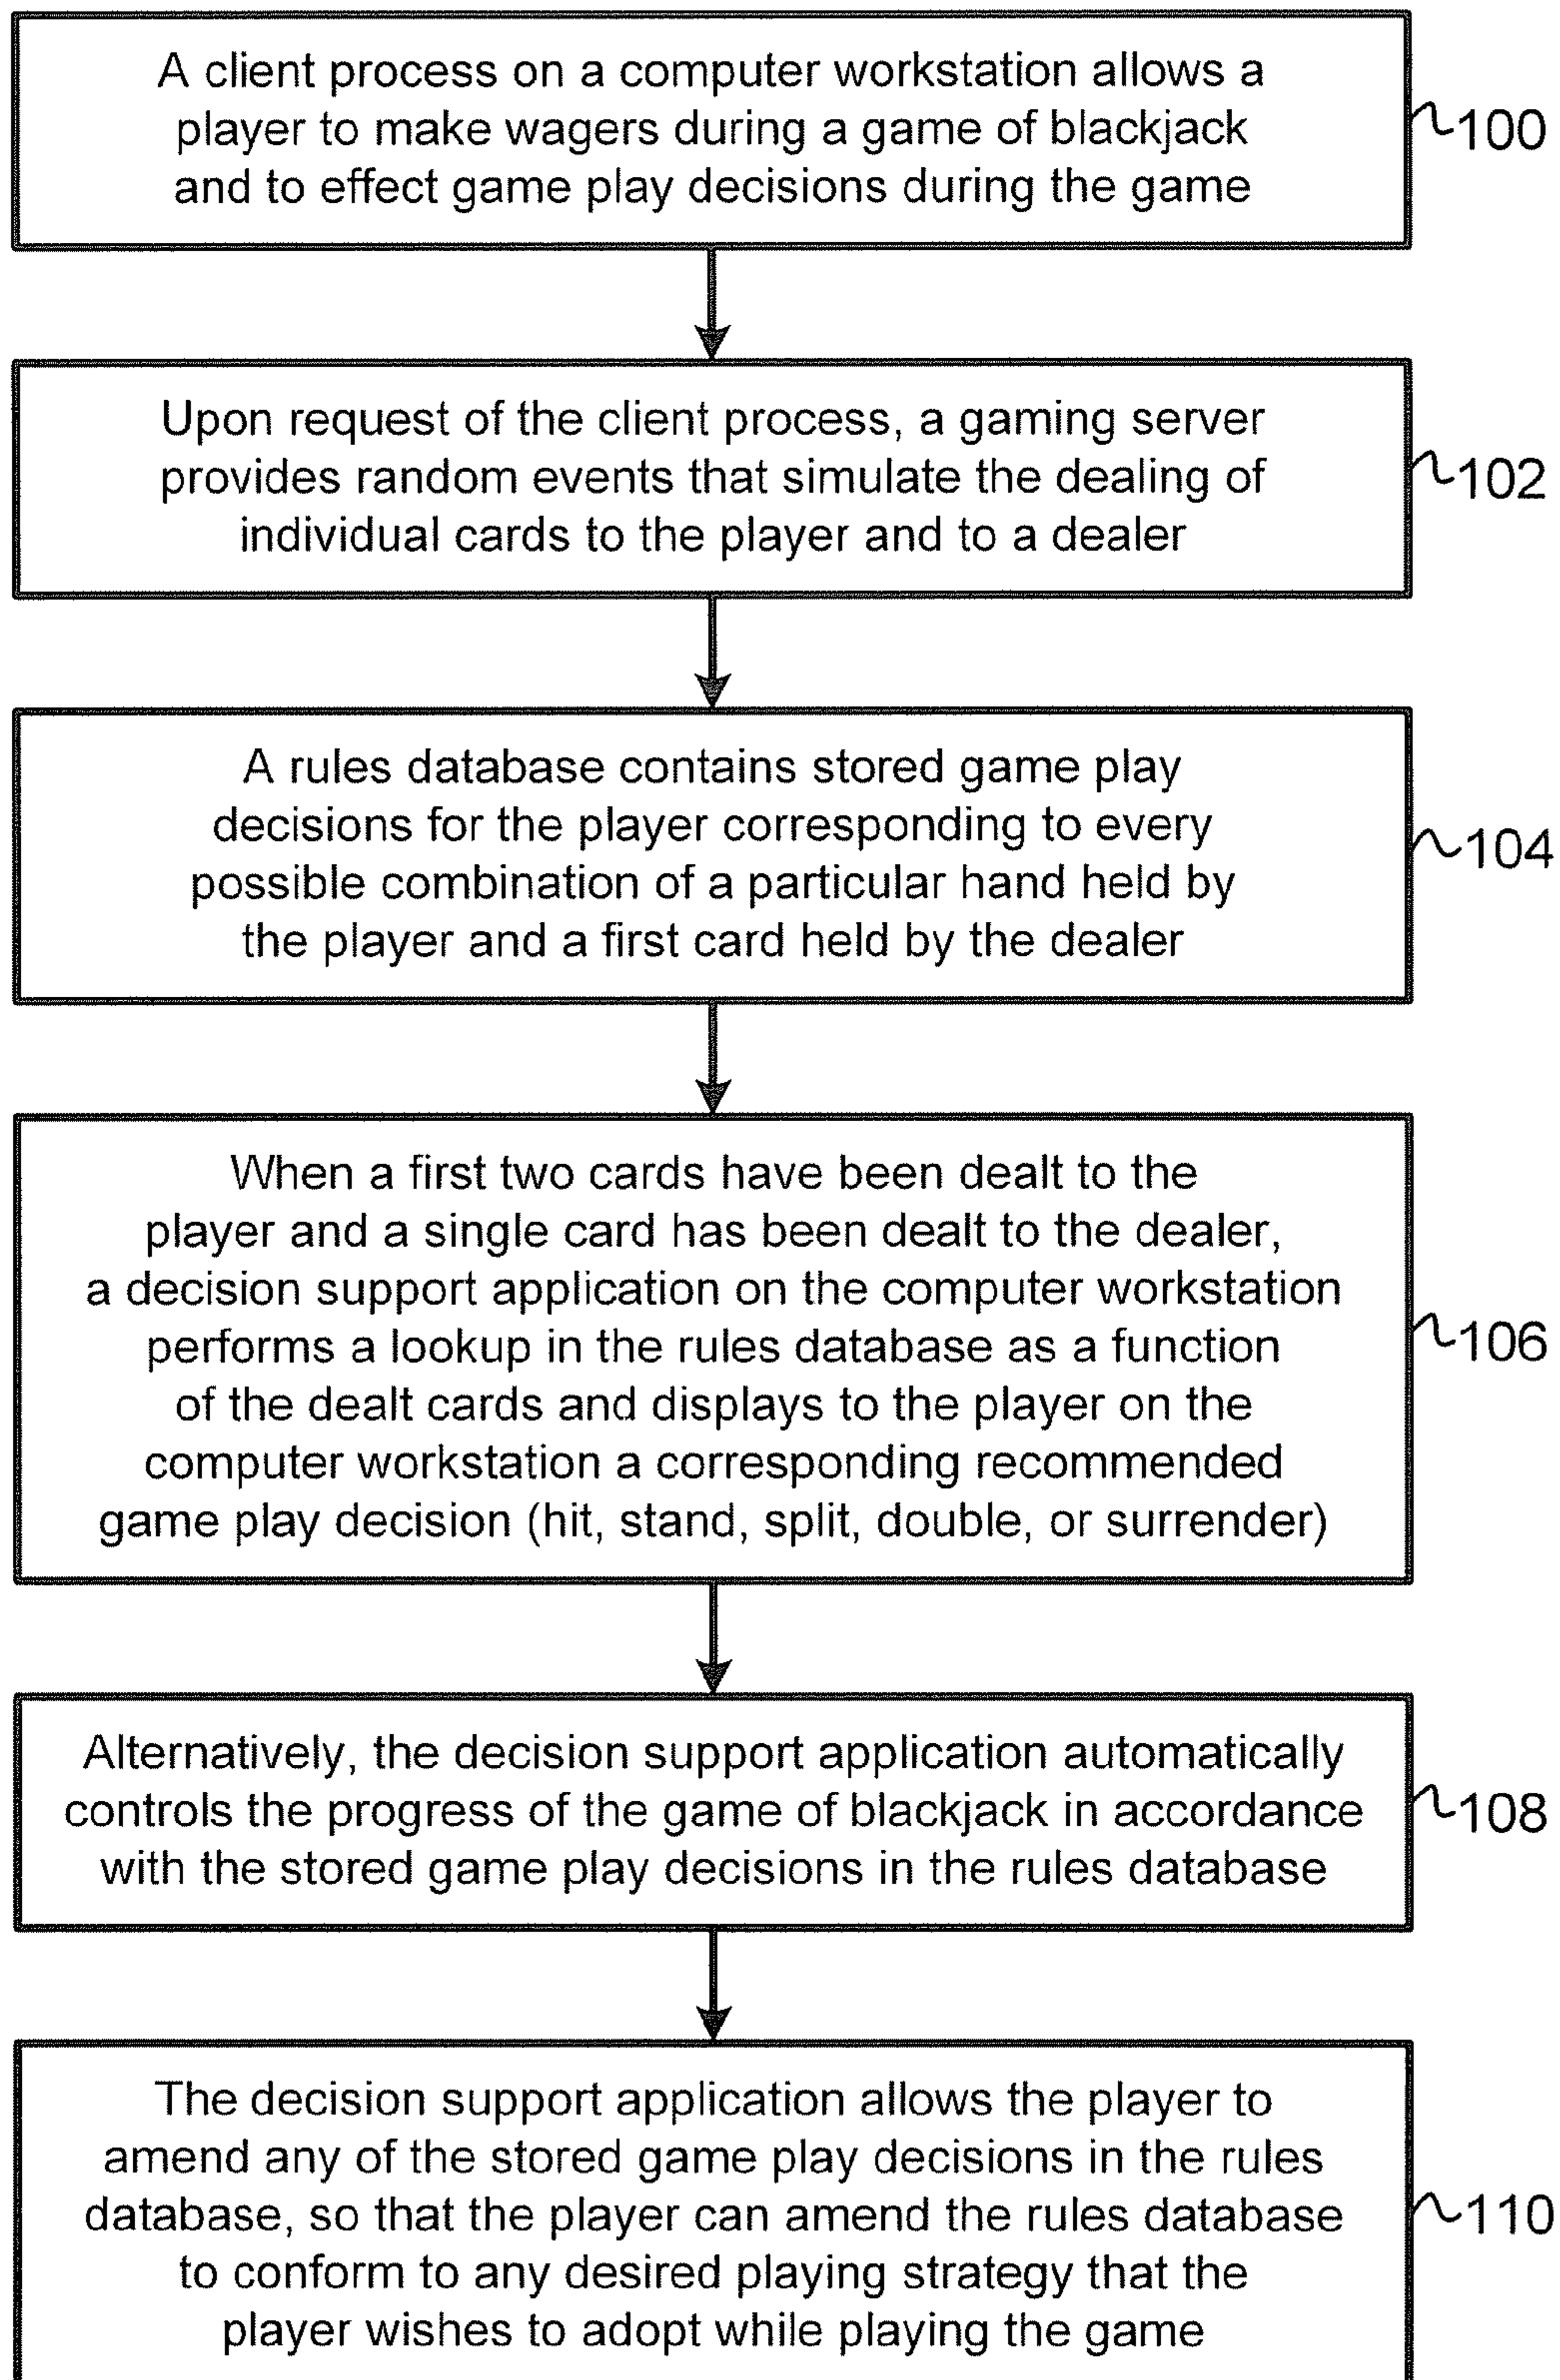 A client process on a computer workstation allows a
player to make wagers during a game of blackjack
and to effect game play decisions during the game
100
Upon request of the client process, a gaming server
provides random events that simulate the dealing of
individual cards to the player and to a dealer
102
A rules database contains stored game play
decisions for the player corresponding to every
possible combination of a particular hand held by
the player and a first card held by the dealer
104
When a first two cards have been dealt to the
player and a single card has been dealt to the dealer,
a decision support application on the computer workstation
performs a lookup in the rules database as a function
of the dealt cards and displays to the player on the
computer workstation a corresponding recommended
game play decision (hit, stand, split, double, or surrender)
106
Alternatively, the decision support application automatically
controls the progress of the game of blackjack in accordance
with the stored game play decisions in the rules database
108
The decision support application allows the player to
amend any of the stored game play decisions in the rules
database, so that the player can amend the rules database
to conform to any desired playing strategy that the
player wishes to adopt while playing the game
110